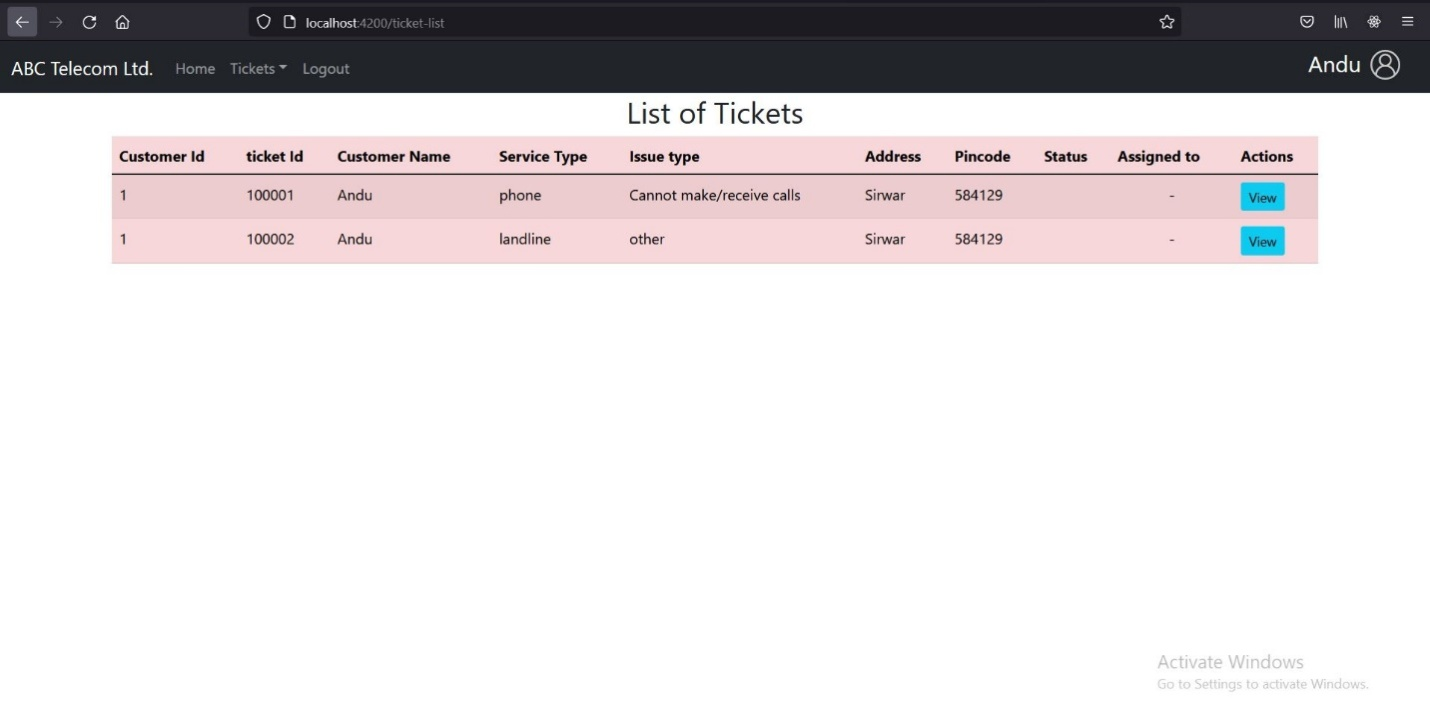 localhost:4200/ticket-list
ABC Telecom Ltd. Home Tickets Logout Andu
List of Tickets
Customer Id ticket Id Customer Name Service Type Issue type Address Pincode Status Assigned to Actions
1 100001 Andu phone Cannot make/receive calls Sirwar 584129 - View
1 100002 Andu landline other Sirwar 584129 - View
Activate Windows
Go to Settings to activate Windows.